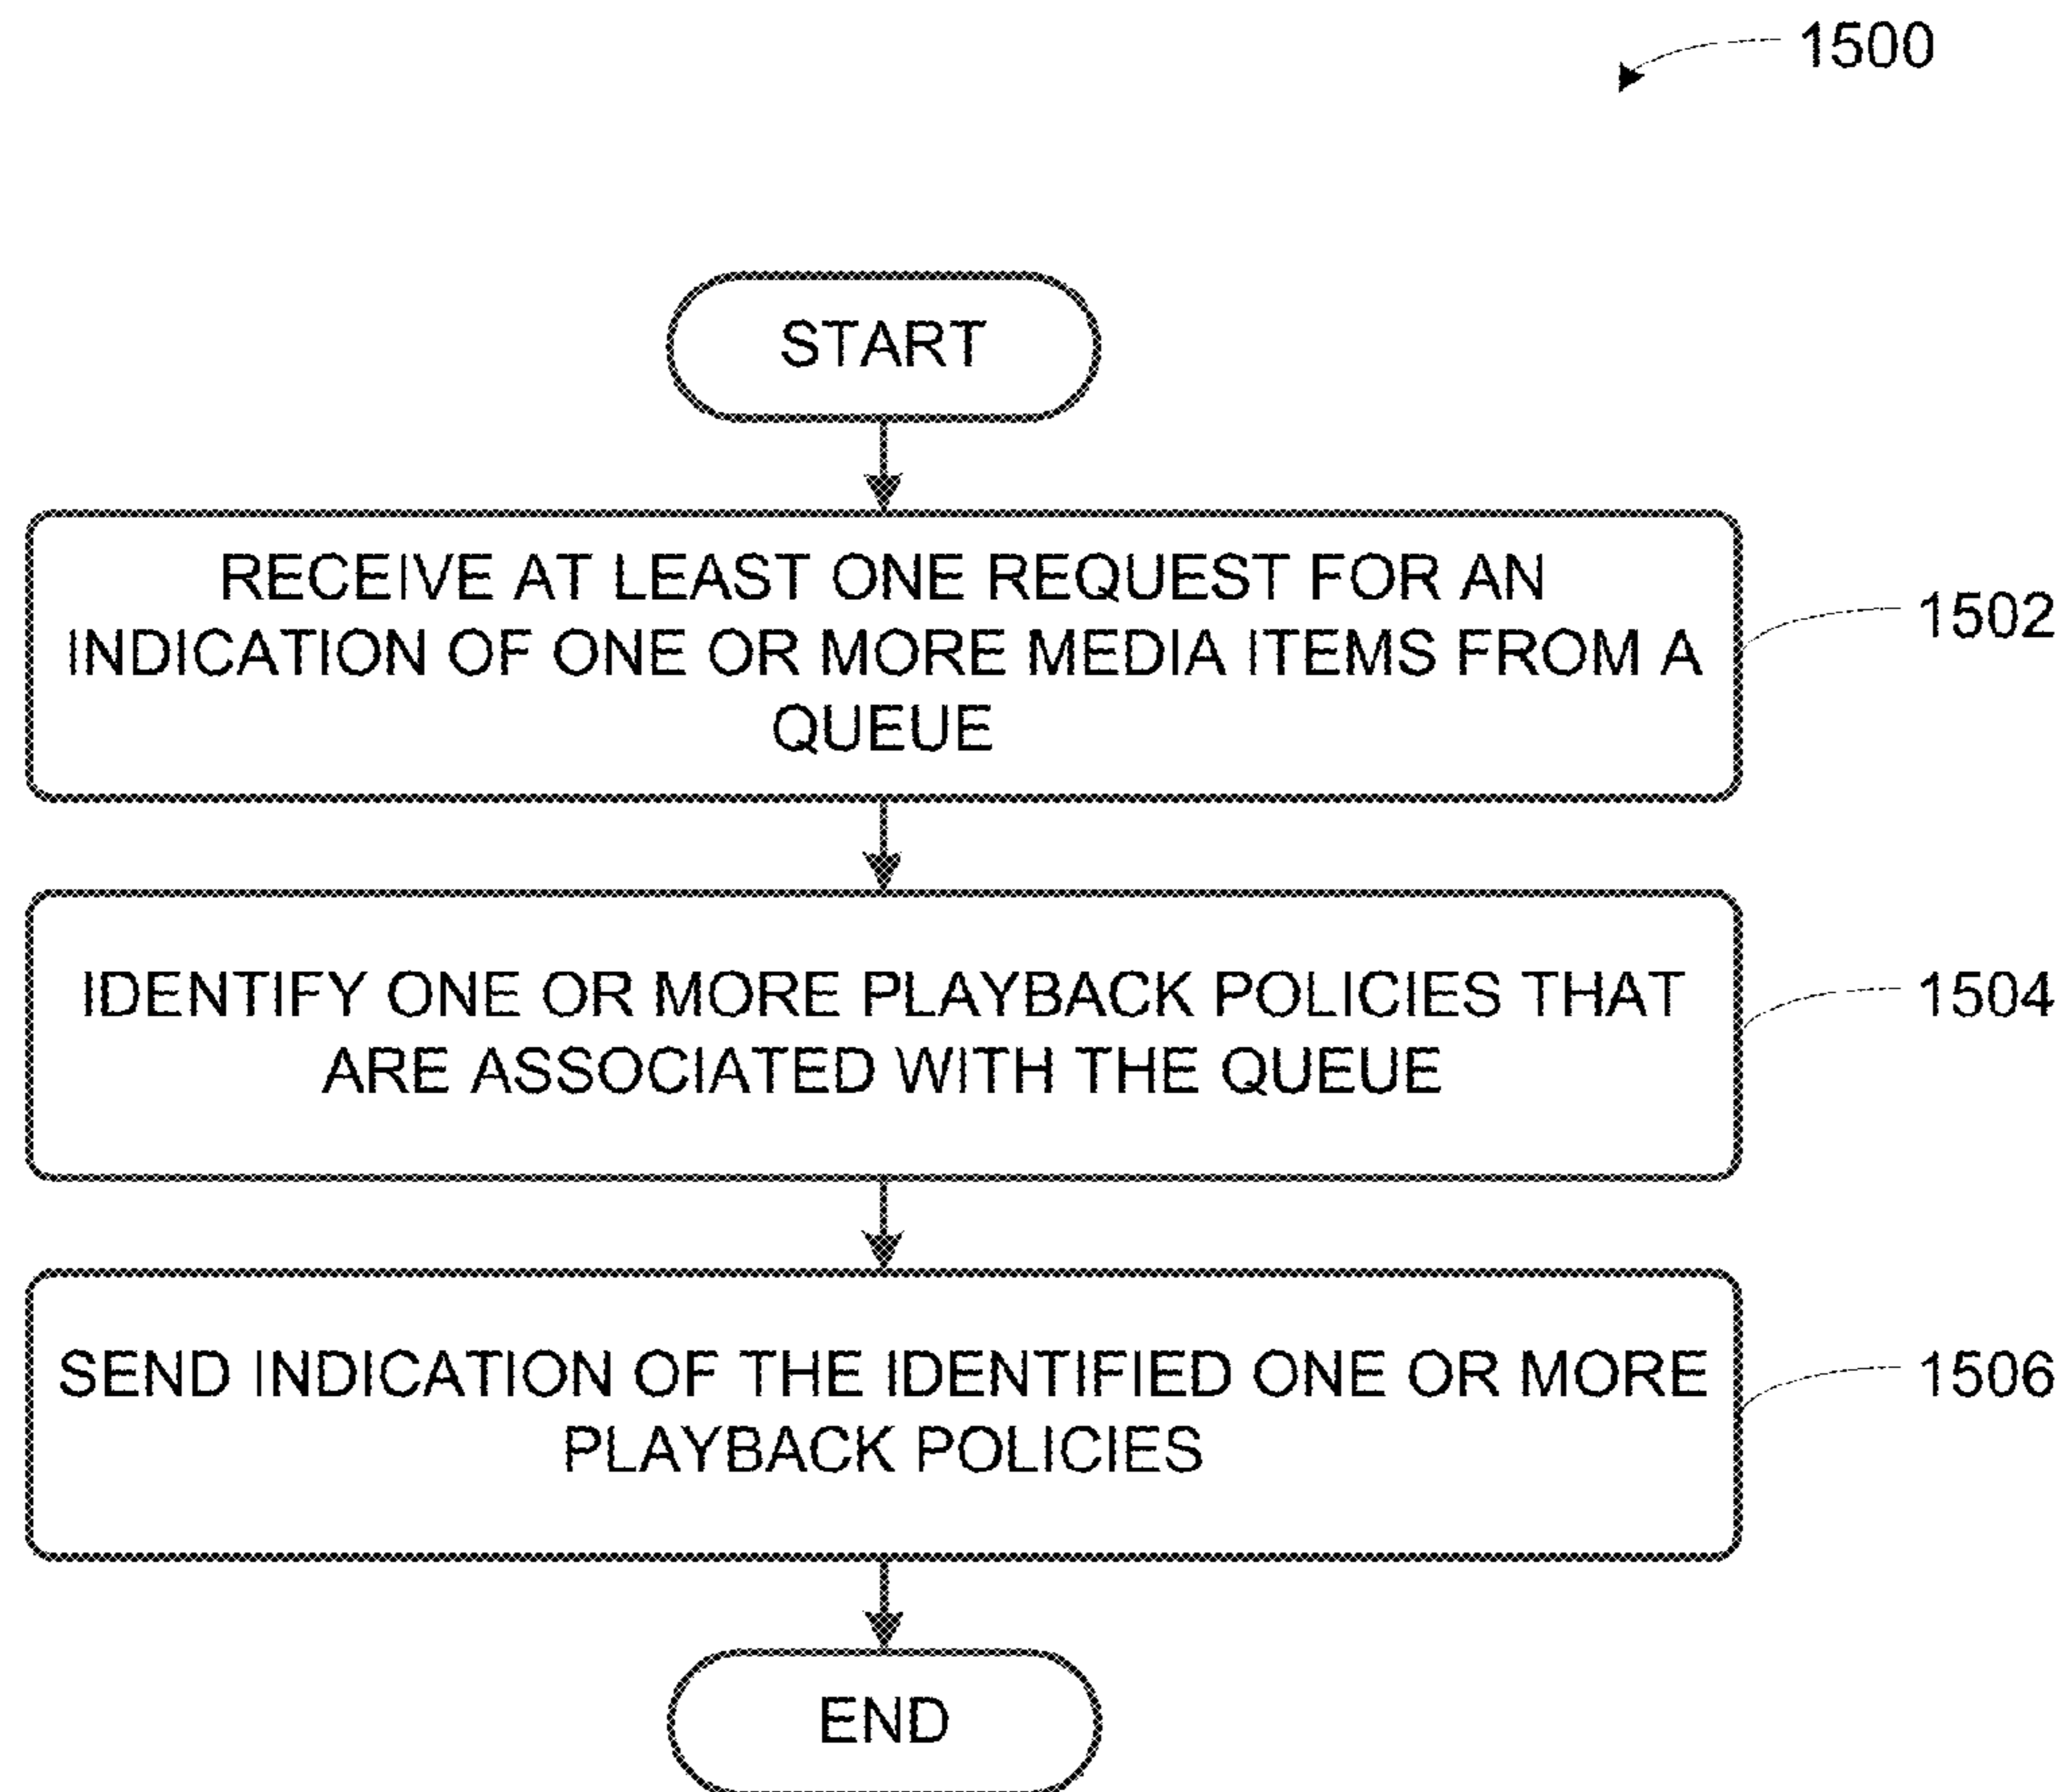 1500
START
RECEIVE AT LEAST ONE REQUEST FOR AN
INDICATION OF ONE OR MORE MEDIA ITEMS FROM A
QUEUE
1502
IDENTIFY ONE OR MORE PLAYBACK POLICIES THAT
ARE ASSOCIATED WITH THE QUEUE
1504
SEND INDICATION OF THE IDENTIFIED ONE OR MORE
PLAYBACK POLICIES
1506
END